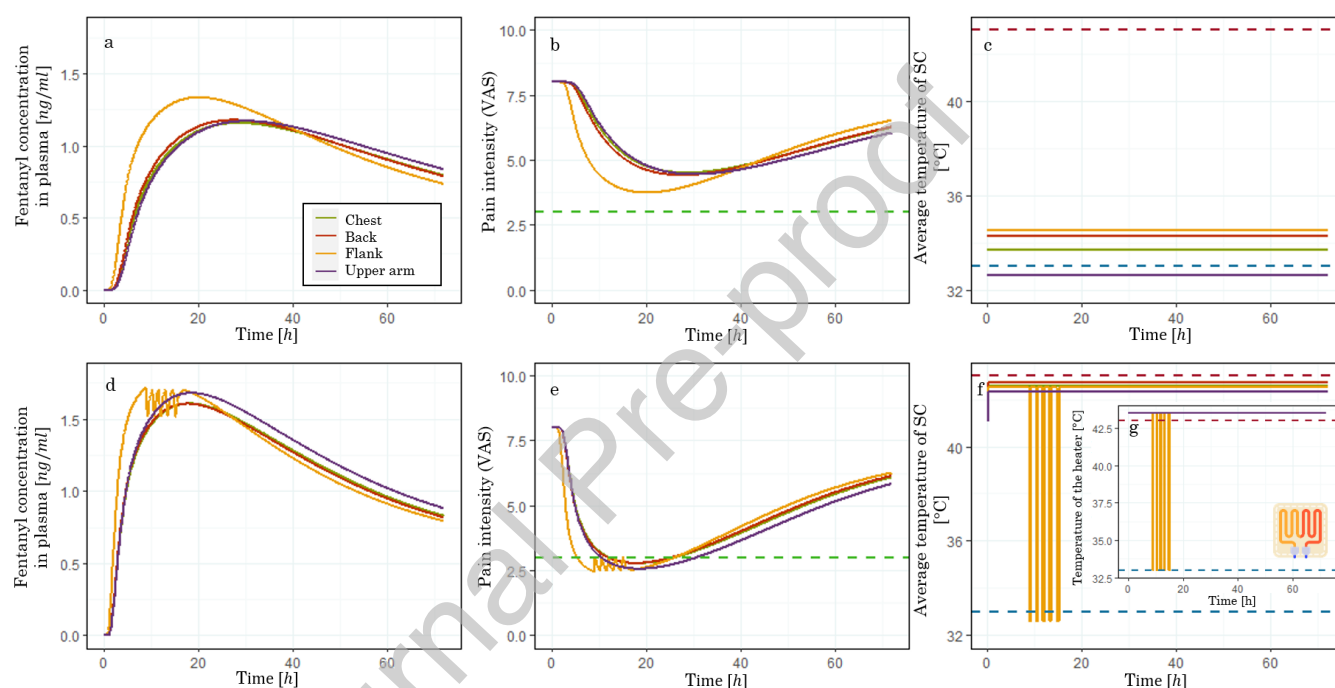 a
Fentanyl concentration
in plasma [ng/ml]
1.5
1.0
0.5
0.0
0
20
40
60
Time [h]
Chest
Back
Flank
Upper arm
b
Pain intensity (VAS)
10.0
7.5
5.0
2.5
0.0
0
20
40
60
Time [h]
c
Average temperature of SC
[°C]
40
36
32
0
20
40
60
Time [h]
d
Fentanyl concentration
in plasma [ng/ml]
1.5
1.0
0.5
0.0
0
20
40
60
Time [h]
e
Pain intensity (VAS)
10.0
7.5
5.0
2.5
0.0
0
20
40
60
Time [h]
f
Average temperature of SC
[°C]
40
36
32
0
20
40
60
Time [h]
g
Temperature of the heater [°C]
42.5
40.0
37.5
35.0
32.5
0
20
40
60
Time [h]
rnal Pre-proof